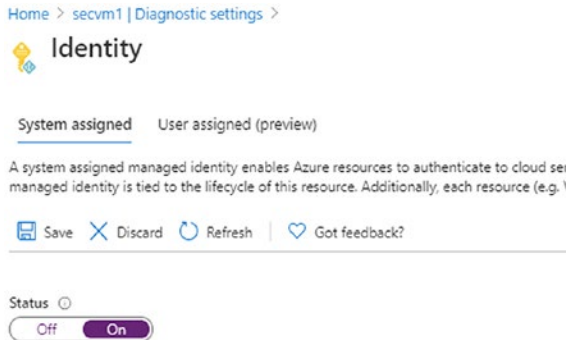 Home > secvm1 | Diagnostic settings >
Identity
System assigned User assigned (preview)
A system assigned managed identity enables Azure resources to authenticate to cloud
managed identity is tied to the lifecycle of this resource. Additionally, each resource (e.g.
Save Discard Refresh Got feedback?
Status
Off On